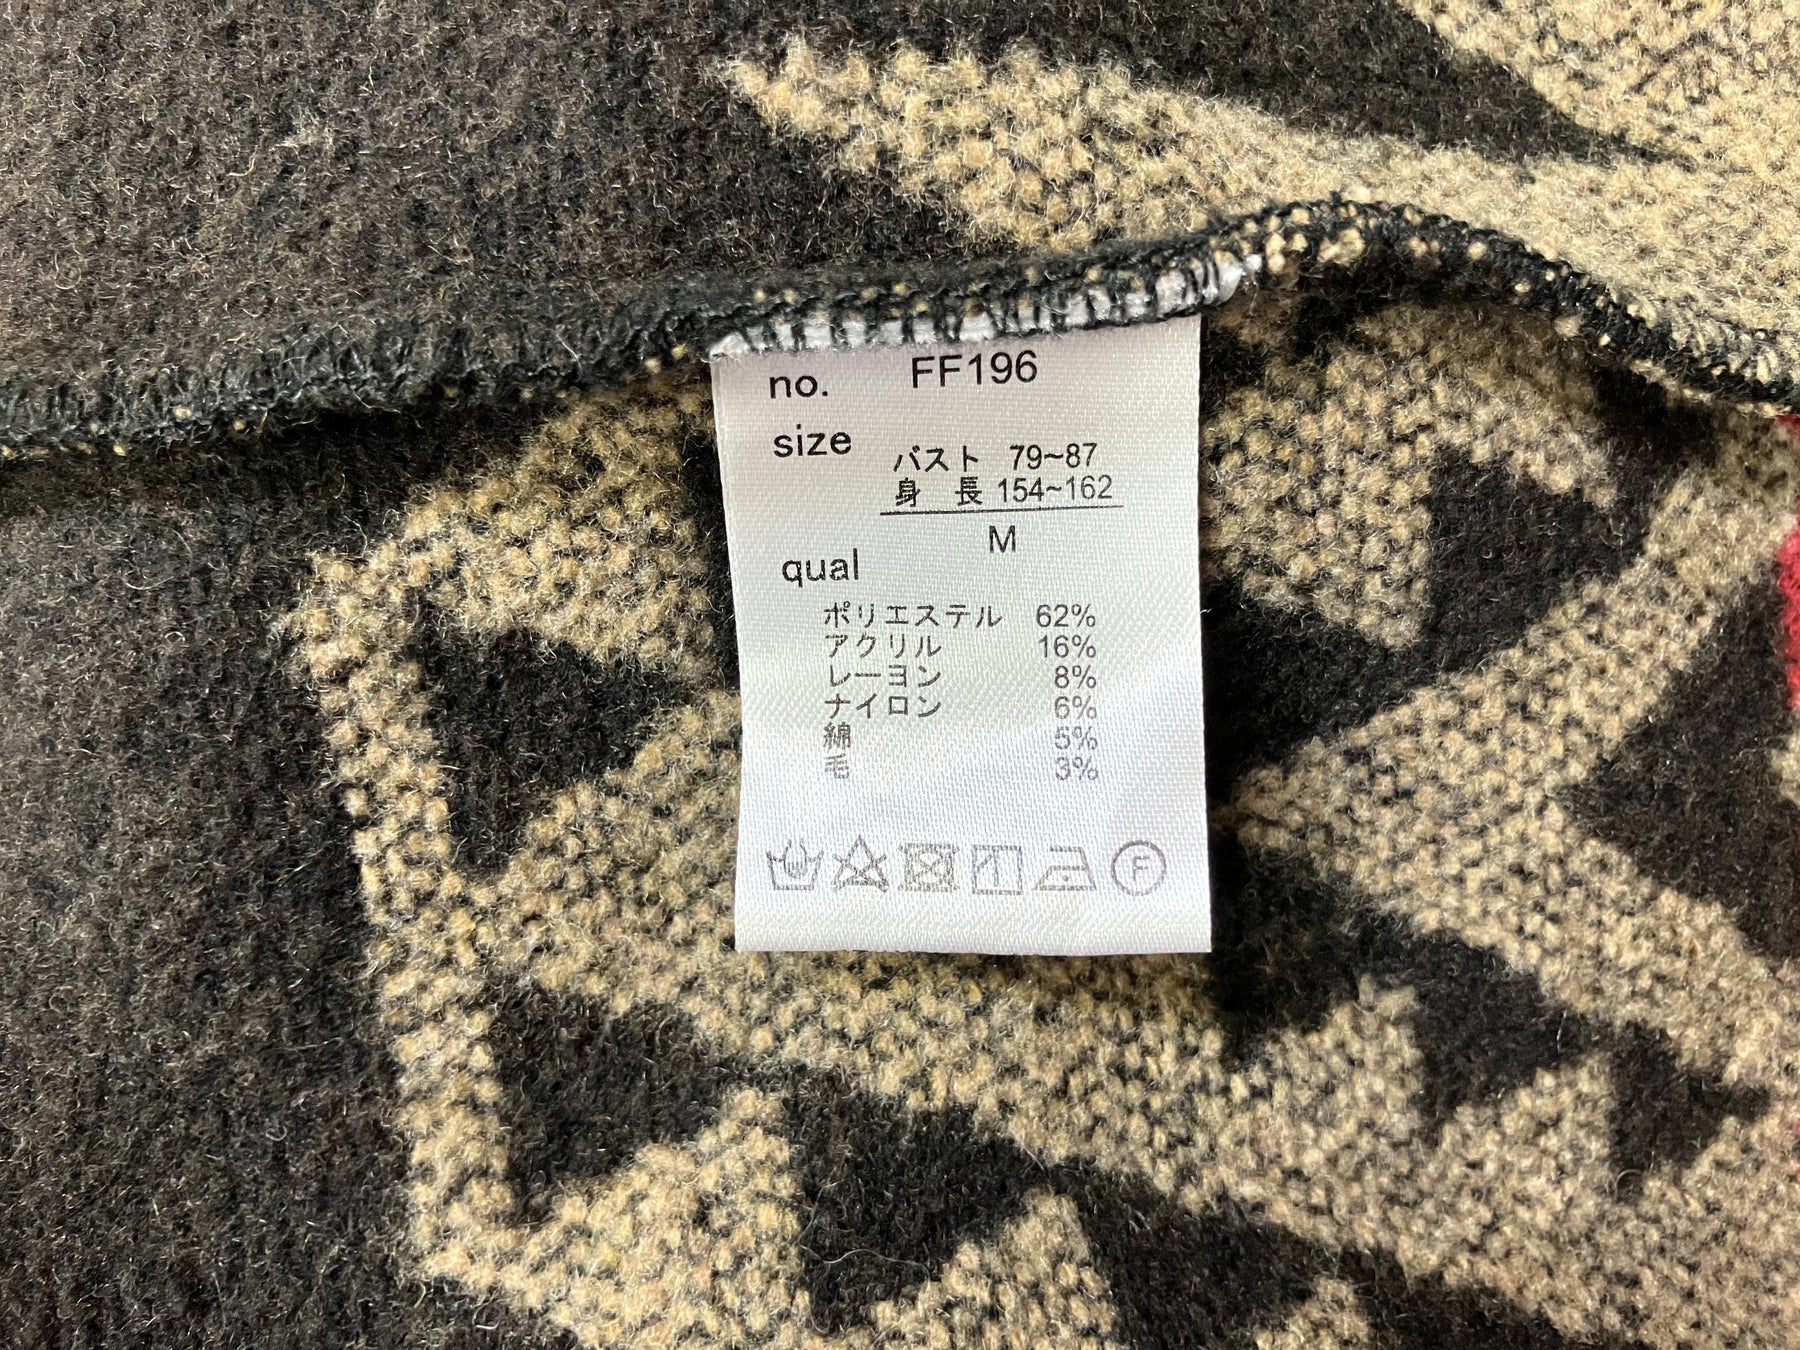 no. FF196
size
バスト 79~87
身 長 154~162
M
qual
ポリエステル 62%
アクリル 16%
レーヨン 8%
ナイロン 6%
綿 5%
毛 3%
F